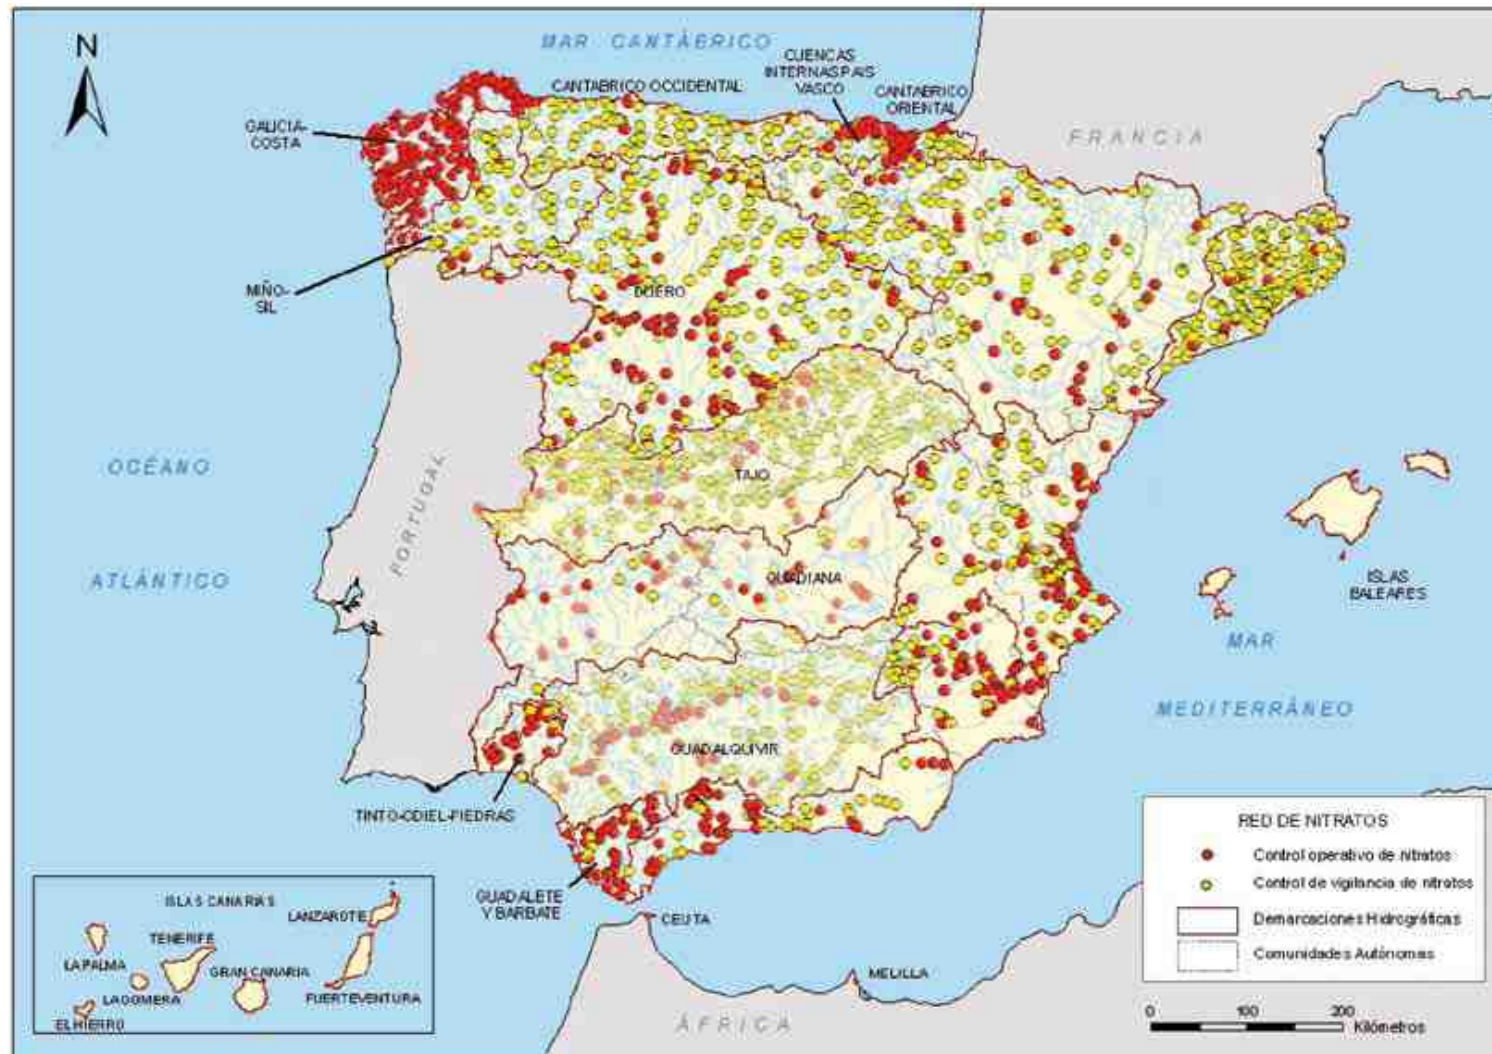 N
MAR CANTÁBRICO
CUENCAS
INTERNAS PAIS
VASCO
CANTABRICO OCCIDENTAL
CANTABRICO
ORIENTAL
GALICIA-
COSTA
FRANCIA
MIÑO-
SIL
DUERO
OCÉANO
ATLÁNTICO
PORTUGAL
TAJO
GUADIANA
ISLAS
BALEARES
MAR
MEDITERRÁNEO
GUADALQUIVIR
TINTO-ODIEL-PIEDRAS
GUADALETE
Y BARBATE
CEUTA
MELILLA
ÁFRICA
ISLAS CANARIAS
LANZAROTE
TENERIFE
LA PALMA
GRAN CANARIA
LA GOMERA
FUERTEVENTURA
EL HIERRO
RED DE NITRATOS
Control operativo de nitratos
Control de vigilancia de nitratos
Demarcaciones Hidrográficas
Comunidades Autónomas
0 100 200
Kilómetros